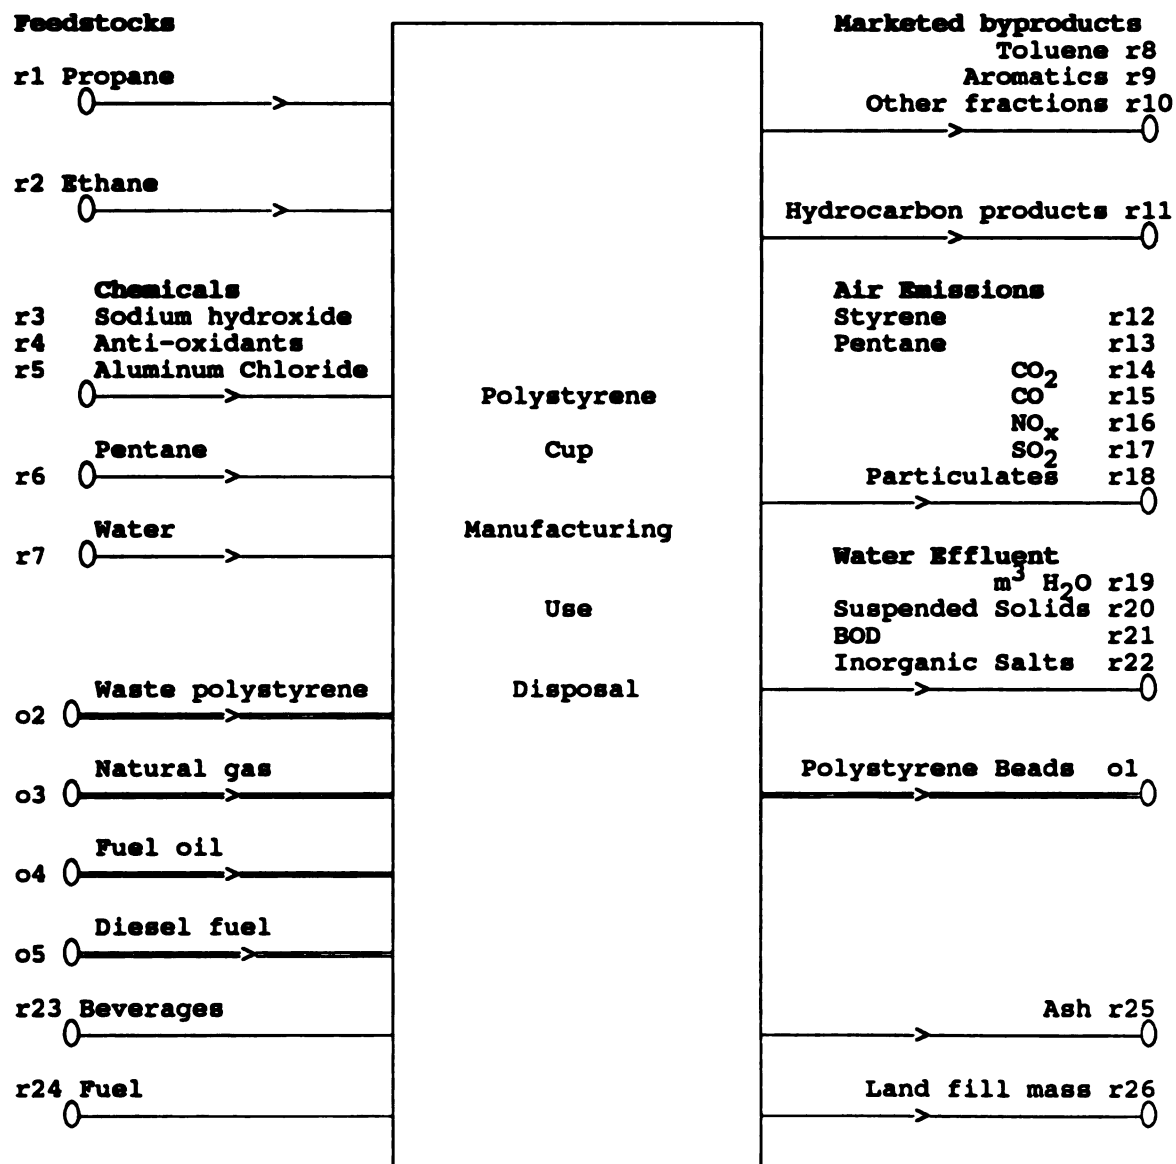 Feedstocks
r1 Propane
r2 Ethane
Chemicals
r3 Sodium hydroxide
r4 Anti-oxidants
r5 Aluminum Chloride
Pentane
r6
Water
r7
Waste polystyrene
o2
Natural gas
o3
Fuel oil
o4
Diesel fuel
o5
r23 Beverages
r24 Fuel
Polystyrene
Cup
Manufacturing
Use
Disposal
Marketed byproducts
Toluene r8
Aromatics r9
Other fractions r10
Hydrocarbon products r11
Air Emissions
Styrene r12
Pentane r13
CO₂ r14
CO r15
NOₓ r16
SO₂ r17
Particulates r18
Water Effluent
m³ H₂O r19
Suspended Solids r20
BOD r21
Inorganic Salts r22
Polystyrene Beads o1
Ash r25
Land fill mass r26